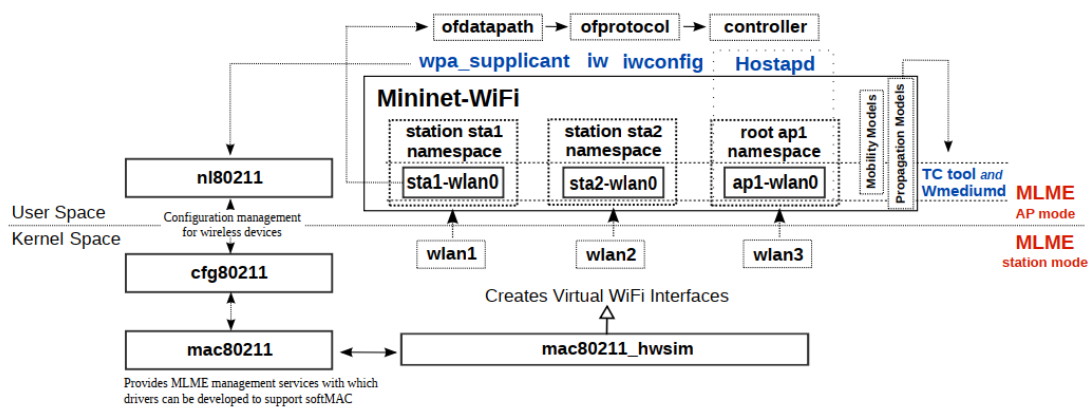 ofdatapath
ofprotocol
controller
wpa_supplicant iw iwconfig Hostapd
Mininet-WiFi
station sta1
namespace
sta1-wlan0
station sta2
namespace
sta2-wlan0
root ap1
namespace
ap1-wlan0
Mobility Models
Propagation Models
TC tool and
Wmediumd
MLME
AP mode
nl80211
User Space
Configuration management
for wireless devices
Kernel Space
MLME
station mode
wlan1
wlan2
wlan3
cfg80211
Creates Virtual WiFi Interfaces
mac80211
mac80211_hwsim
Provides MLME management services with which
drivers can be developed to support softMAC